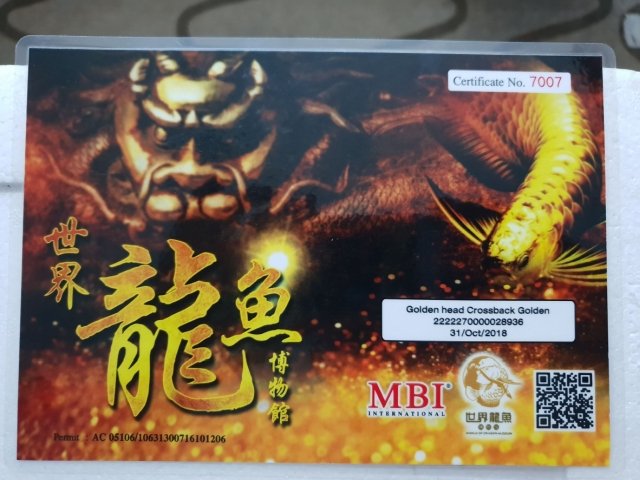 Certificate No. 7007
世界
龍魚
博物館
Golden head Crossback Golden
2222270000028936
31/Oct/2018
MBI®
INTERNATIONAL
世界龍魚
Permit : AC 05106/10631300716101206